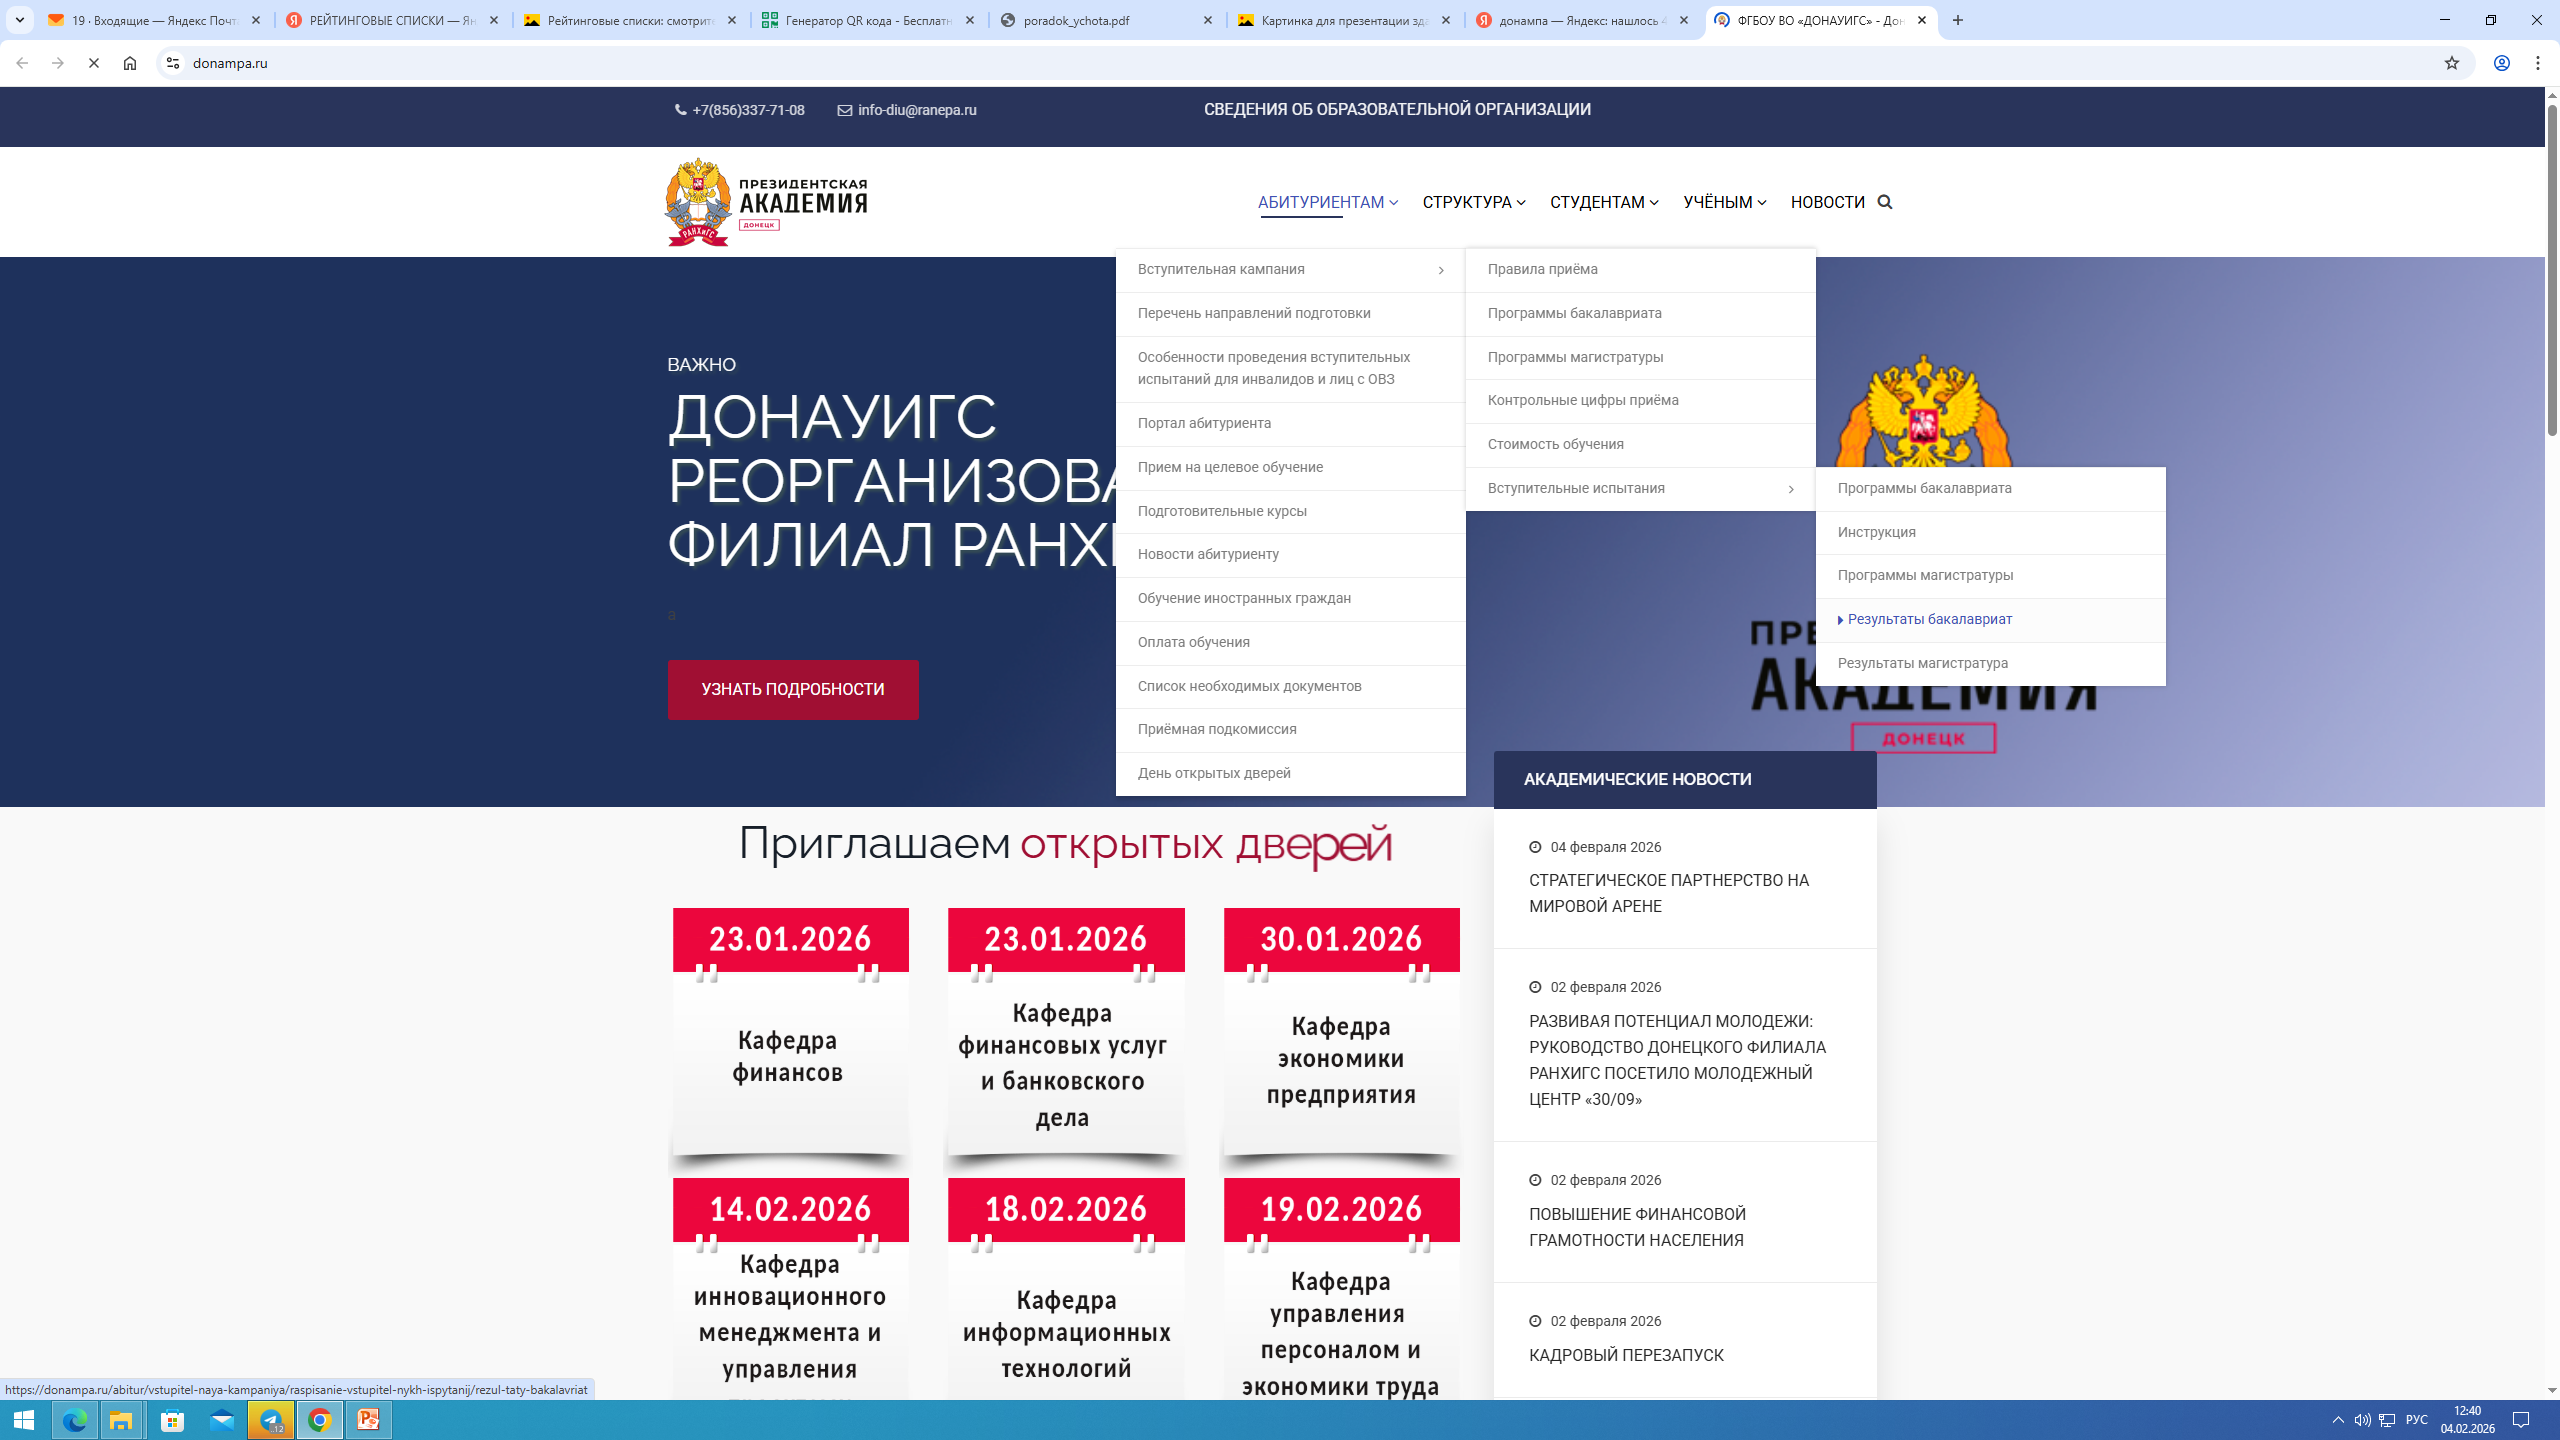 19 · Входящие — Яндекс Почт
РЕЙТИНГОВЫЕ СПИСКИ — Ян
Рейтинговые списки: смотрите
Генератор QR кода - Бесплатн
poradok_ychota.pdf
Картинка для презентации зда
донампа — Яндекс: нашлось
ФГБОУ ВО «ДОНАУИГС» - Дон
donampa.ru
+7(856)337-71-08
info-diu@ranepa.ru
СВЕДЕНИЯ ОБ ОБРАЗОВАТЕЛЬНОЙ ОРГАНИЗАЦИИ
ПРЕЗИДЕНТСКАЯ
АКАДЕМИЯ
ДОНЕЦК
РАНХиГС
АБИТУРИЕНТАМ
СТРУКТУРА
СТУДЕНТАМ
УЧЁНЫМ
НОВОСТИ
Вступительная кампания
Перечень направлений подготовки
Особенности проведения вступительных
испытаний для инвалидов и лиц с ОВЗ
Портал абитуриента
Прием на целевое обучение
Подготовительные курсы
Новости абитуриенту
Обучение иностранных граждан
Оплата обучения
Список необходимых документов
Приёмная подкомиссия
День открытых дверей
Правила приёма
Программы бакалавриата
Программы магистратуры
Контрольные цифры приёма
Стоимость обучения
Вступительные испытания
Программы бакалавриата
Инструкция
Программы магистратуры
Результаты бакалавриат
Результаты магистратура
ВАЖНО
ДОНАУИГС
РЕОРГАНИЗОВА
ФИЛИАЛ РАНХ
а
УЗНАТЬ ПОДРОБНОСТИ
ПРЕ
АКАДЕМИЯ
ДОНЕЦК
Приглашаем открытых дверей
23.01.2026
Кафедра
финансов
23.01.2026
Кафедра
финансовых услуг
и банковского
дела
30.01.2026
Кафедра
экономики
предприятия
14.02.2026
Кафедра
инновационного
менеджмента и
управления
18.02.2026
Кафедра
информационных
технологий
19.02.2026
Кафедра
управления
персоналом и
экономики труда
АКАДЕМИЧЕСКИЕ НОВОСТИ
04 февраля 2026
СТРАТЕГИЧЕСКОЕ ПАРТНЕРСТВО НА
МИРОВОЙ АРЕНЕ
02 февраля 2026
РАЗВИВАЯ ПОТЕНЦИАЛ МОЛОДЕЖИ:
РУКОВОДСТВО ДОНЕЦКОГО ФИЛИАЛА
РАНХИГС ПОСЕТИЛО МОЛОДЕЖНЫЙ
ЦЕНТР «30/09»
02 февраля 2026
ПОВЫШЕНИЕ ФИНАНСОВОЙ
ГРАМОТНОСТИ НАСЕЛЕНИЯ
02 февраля 2026
КАДРОВЫЙ ПЕРЕЗАПУСК
https://donampa.ru/abitur/vstupitel-naya-kampaniya/raspisanie-vstupitel-nykh-ispytanij/rezul-taty-bakalavriat
12
РУС
12:40
04.02.2026